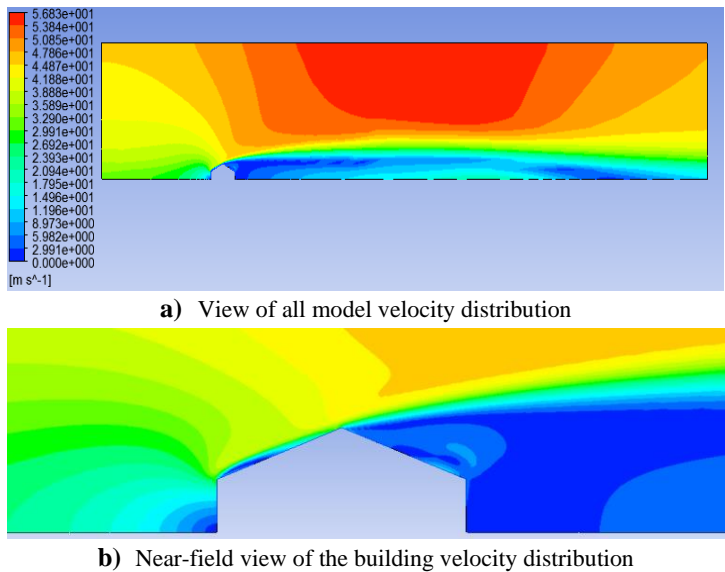 5.683e+001
5.384e+001
5.085e+001
4.786e+001
4.487e+001
4.188e+001
3.888e+001
3.589e+001
3.290e+001
2.991e+001
2.692e+001
2.393e+001
2.094e+001
1.795e+001
1.496e+001
1.196e+001
8.973e+000
5.982e+000
2.991e+000
0.000e+000
[m s^-1]
a) View of all model velocity distribution
b) Near-field view of the building velocity distribution